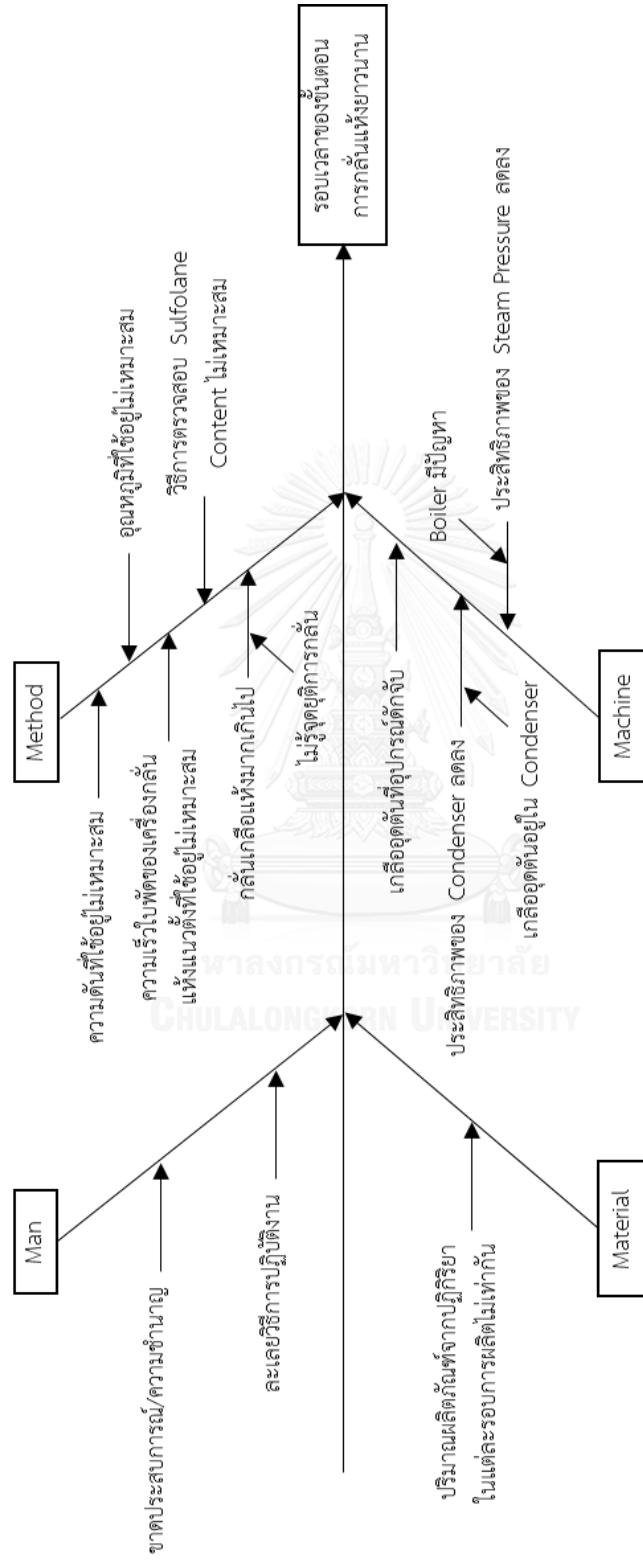 Man
ขาดประสบการณ์/ความชำนาญ
ละเลยวิธีการปฏิบัติงาน
Method
ความดันที่ใช้อยู่ไม่เหมาะสม
อุณหภูมิที่ใช้อยู่ไม่เหมาะสม
ความเร็วใบพัดของเครื่องกลั่น
แห้งแนวตั้งที่ใช้อยู่ไม่เหมาะสม
วิธีการตรวจสอบ Sulfolane
Content ไม่เหมาะสม
กลั่นเกลือแห้งมากเกินไป
ไม่รู้จุดยุติการกลั่น
รอบเวลาของขั้นตอน
การกลั่นแห้งยาวนาน
ปริมาณผลิตภัณฑ์จากปฏิกิริยา
ในแต่ละรอบการผลิตไม่เท่ากัน
Material
เกลืออุดตันที่อุปกรณ์ดักจับ
ประสิทธิภาพของ Condenser ลดลง
เกลืออุดตันอยู่ใน Condenser
Boiler มีปัญหา
ประสิทธิภาพของ Steam Pressure ลดลง
Machine
จุฬาลงกรณ์มหาวิทยาลัย
CHULALONGKORN UNIVERSITY